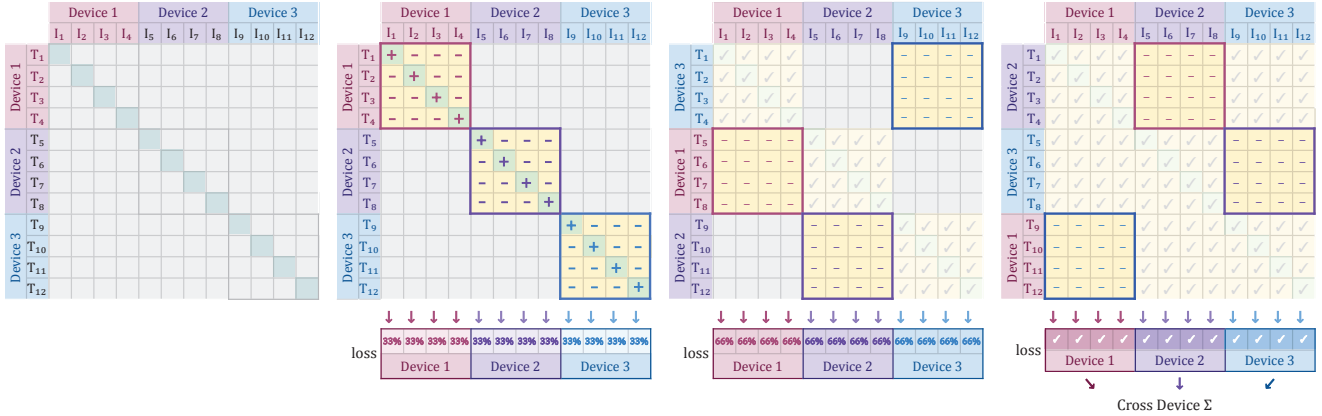 Device 1 Device 2 Device 3
I₁ I₂ I₃ I₄ I₅ I₆ I₇ I₈ I₉ I₁₀ I₁₁ I₁₂
Device 1
T₁
T₂
T₃
T₄
Device 2
T₅
T₆
T₇
T₈
Device 3
T₉
T₁₀
T₁₁
T₁₂
Device 1 Device 2 Device 3
I₁ I₂ I₃ I₄ I₅ I₆ I₇ I₈ I₉ I₁₀ I₁₁ I₁₂
Device 1
T₁ + − − −
T₂ − + − −
T₃ − − + −
T₄ − − − +
Device 2
T₅ + − − −
T₆ − + − −
T₇ − − + −
T₈ − − − +
Device 3
T₉ + − − −
T₁₀ − + − −
T₁₁ − − + −
T₁₂ − − − +
↓ ↓ ↓ ↓ ↓ ↓ ↓ ↓ ↓ ↓ ↓ ↓
loss 33% 33% 33% 33% 33% 33% 33% 33% 33% 33% 33% 33%
Device 1 Device 2 Device 3
Device 1 Device 2 Device 3
I₁ I₂ I₃ I₄ I₅ I₆ I₇ I₈ I₉ I₁₀ I₁₁ I₁₂
Device 3
T₁ ✓ ✓ ✓ ✓ − − − −
T₂ ✓ ✓ ✓ ✓ − − − −
T₃ ✓ ✓ ✓ ✓ − − − −
T₄ ✓ ✓ ✓ ✓ − − − −
Device 1
T₅ − − − − ✓ ✓ ✓ ✓
T₆ − − − − ✓ ✓ ✓ ✓
T₇ − − − − ✓ ✓ ✓ ✓
T₈ − − − − ✓ ✓ ✓ ✓
Device 2
T₉ − − − − ✓ ✓ ✓ ✓
T₁₀ − − − − ✓ ✓ ✓ ✓
T₁₁ − − − − ✓ ✓ ✓ ✓
T₁₂ − − − − ✓ ✓ ✓ ✓
↓ ↓ ↓ ↓ ↓ ↓ ↓ ↓ ↓ ↓ ↓ ↓
loss 66% 66% 66% 66% 66% 66% 66% 66% 66% 66% 66% 66%
Device 1 Device 2 Device 3
Device 1 Device 2 Device 3
I₁ I₂ I₃ I₄ I₅ I₆ I₇ I₈ I₉ I₁₀ I₁₁ I₁₂
Device 2
T₁ ✓ ✓ ✓ ✓ − − − − ✓ ✓ ✓ ✓
T₂ ✓ ✓ ✓ ✓ − − − − ✓ ✓ ✓ ✓
T₃ ✓ ✓ ✓ ✓ − − − − ✓ ✓ ✓ ✓
T₄ ✓ ✓ ✓ ✓ − − − − ✓ ✓ ✓ ✓
Device 3
T₅ ✓ ✓ ✓ ✓ ✓ ✓ ✓ ✓ − − − −
T₆ ✓ ✓ ✓ ✓ ✓ ✓ ✓ ✓ − − − −
T₇ ✓ ✓ ✓ ✓ ✓ ✓ ✓ ✓ − − − −
T₈ ✓ ✓ ✓ ✓ ✓ ✓ ✓ ✓ − − − −
Device 1
T₉ − − − − ✓ ✓ ✓ ✓ ✓ ✓ ✓ ✓
T₁₀ − − − − ✓ ✓ ✓ ✓ ✓ ✓ ✓ ✓
T₁₁ − − − − ✓ ✓ ✓ ✓ ✓ ✓ ✓ ✓
T₁₂ − − − − ✓ ✓ ✓ ✓ ✓ ✓ ✓ ✓
↓ ↓ ↓ ↓ ↓ ↓ ↓ ↓ ↓ ↓ ↓ ↓
loss ✓ ✓ ✓ ✓ ✓ ✓ ✓ ✓ ✓ ✓ ✓ ✓
Device 1 Device 2 Device 3
↘ ↓ ↙
Cross Device Σ